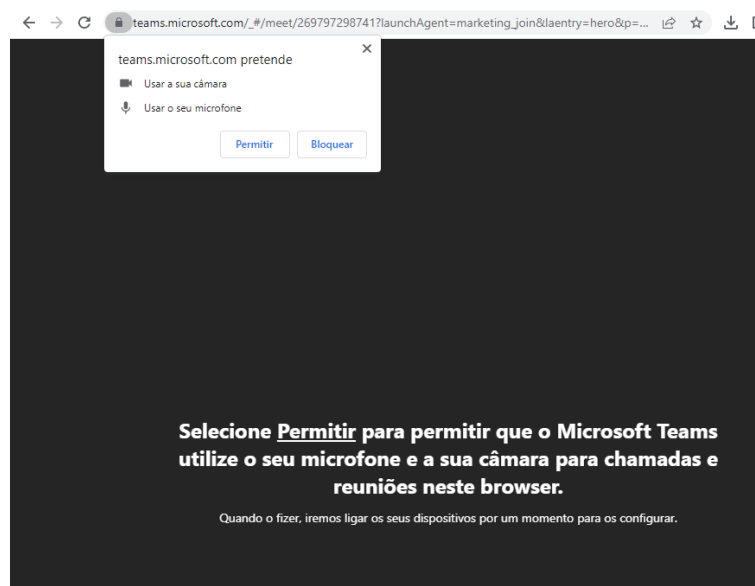 teams.microsoft.com/_#/meet/269797298741?launchAgent=marketing_join&laentry=hero&p=...
teams.microsoft.com pretende
Usar a sua câmara
Usar o seu microfone
Permitir Bloquear
Selecione Permitir para permitir que o Microsoft Teams
utilize o seu microfone e a sua câmara para chamadas e
reuniões neste browser.
Quando o fizer, iremos ligar os seus dispositivos por um momento para os configurar.